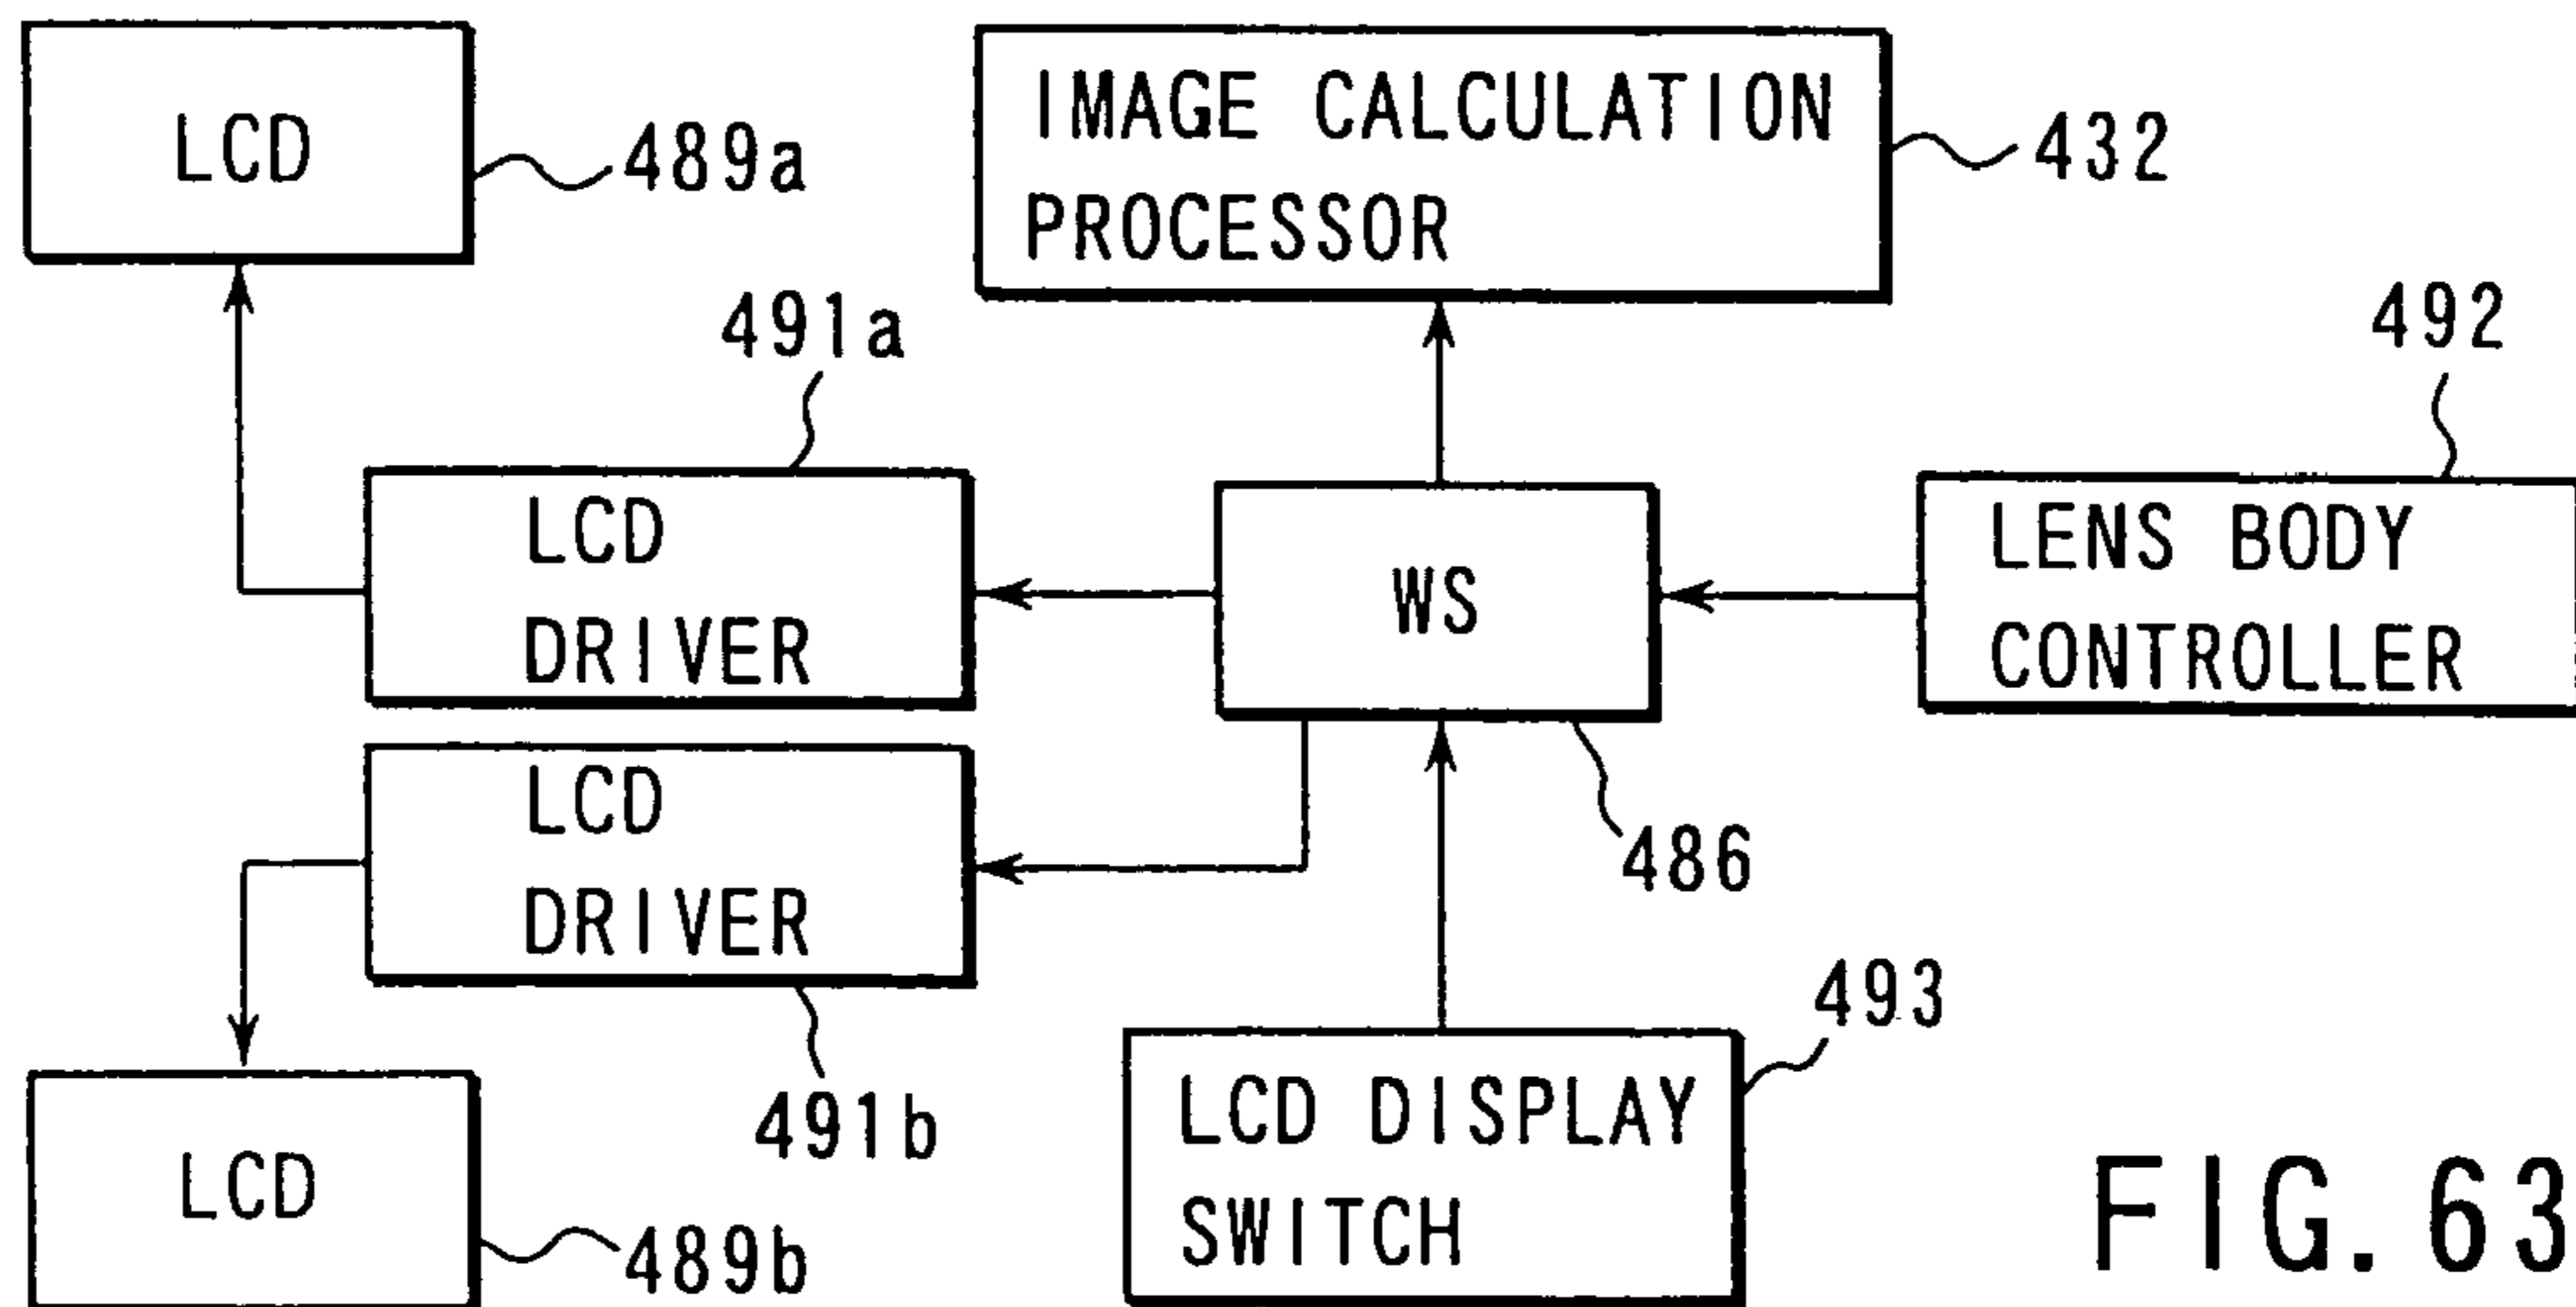 LCD
489a
IMAGE CALCULATION
PROCESSOR
432
491a
492
LCD
DRIVER
WS
LENS BODY
CONTROLLER
LCD
DRIVER
486
491b
493
LCD
489b
LCD DISPLAY
SWITCH
FIG. 63